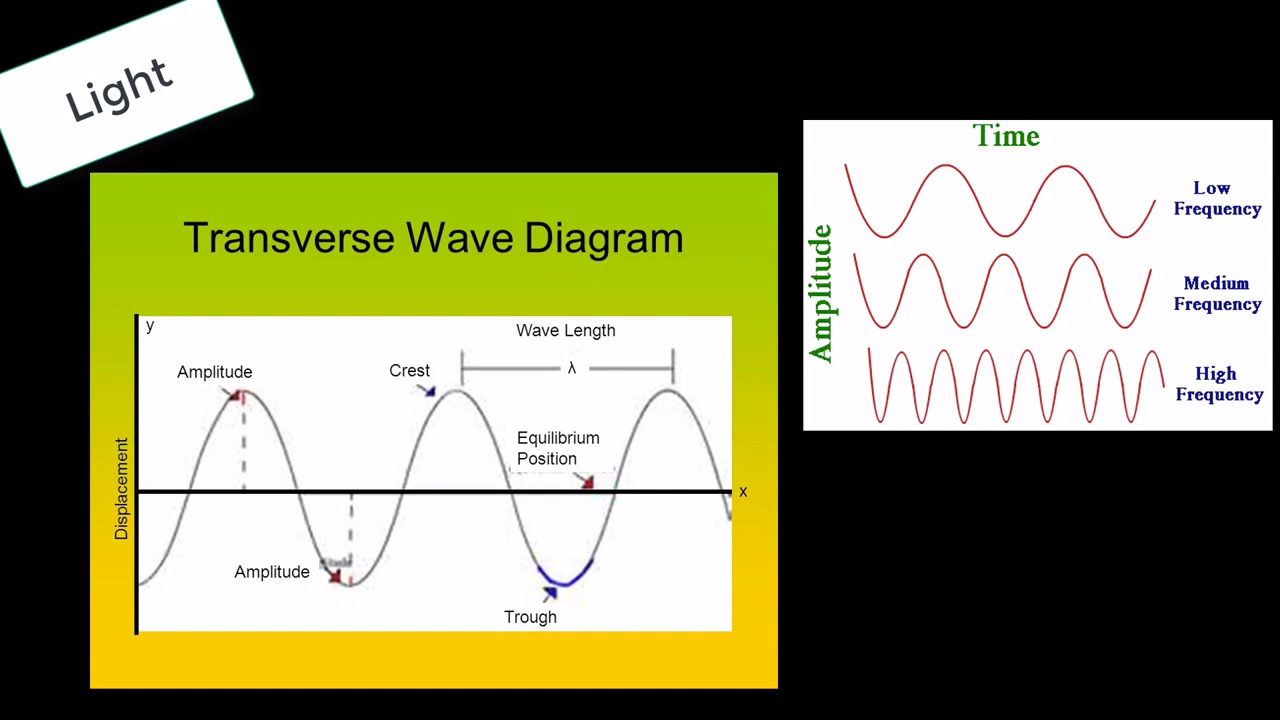 Light
Transverse Wave Diagram
y
Wave Length
λ
Amplitude
Crest
Equilibrium
Position
x
Displacement
Amplitude
Trough
Time
Amplitude
Low
Frequency
Medium
Frequency
High
Frequency